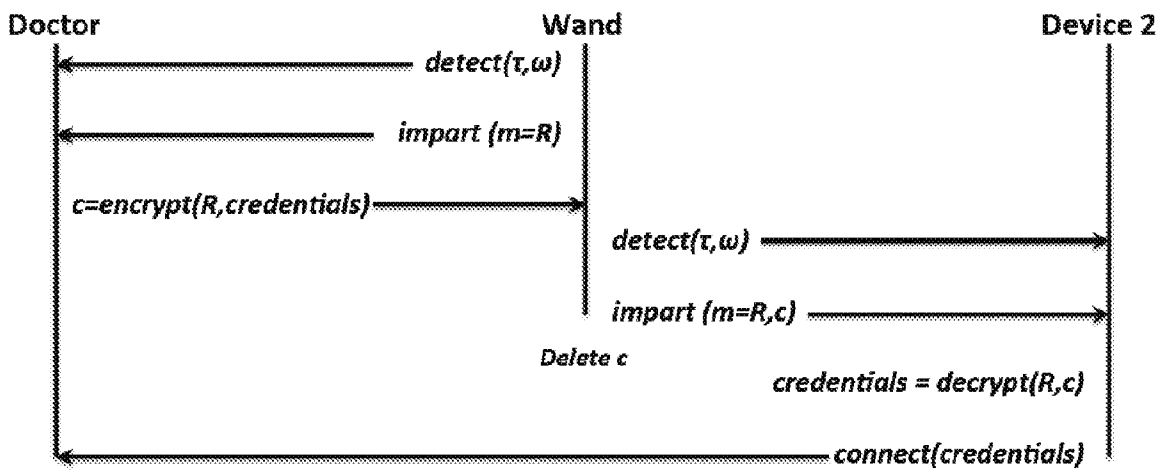 Doctor Wand Device 2
detect(τ,ω)
impart (m=R)
c=encrypt(R,credentials)
detect(τ,ω)
impart (m=R,c)
Delete c
credentials = decrypt(R,c)
connect(credentials)